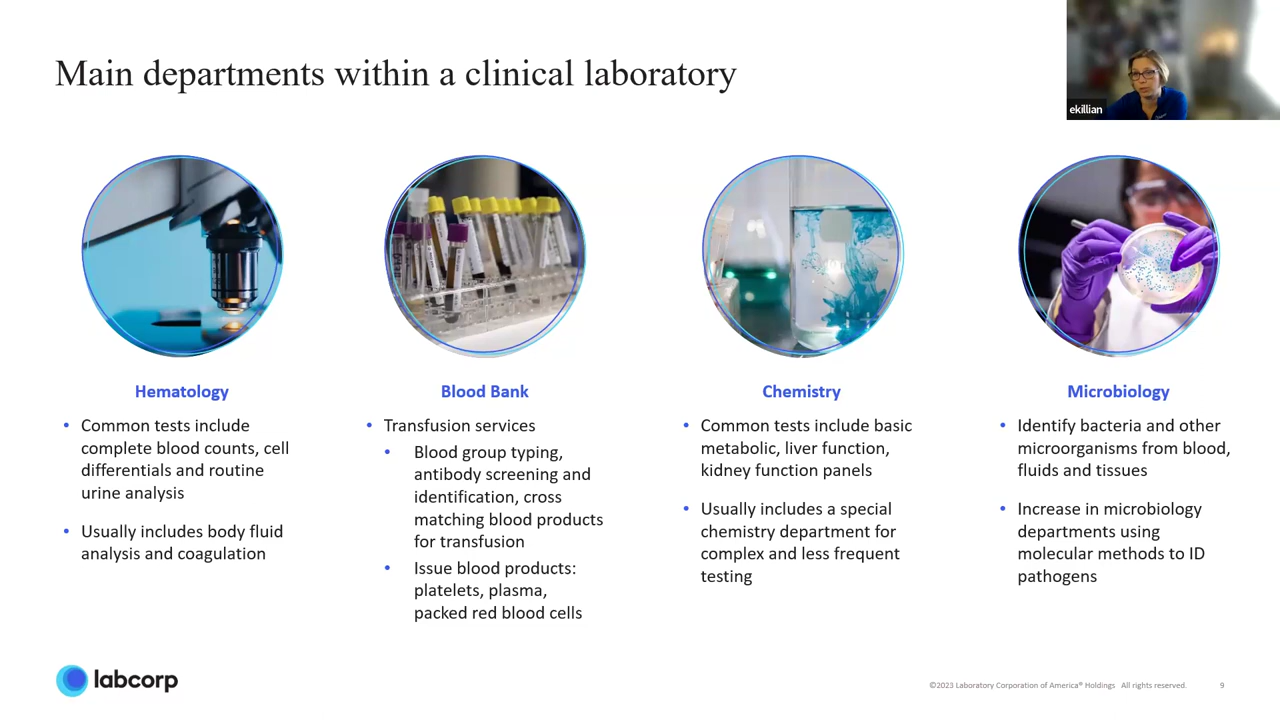 Main departments within a clinical laboratory
ekillian
Hematology
• Common tests include
complete blood counts, cell
differentials and routine
urine analysis
• Usually includes body fluid
analysis and coagulation
Blood Bank
• Transfusion services
• Blood group typing,
antibody screening and
identification, cross
matching blood products
for transfusion
• Issue blood products:
platelets, plasma,
packed red blood cells
Chemistry
• Common tests include basic
metabolic, liver function,
kidney function panels
• Usually includes a special
chemistry department for
complex and less frequent
testing
Microbiology
• Identify bacteria and other
microorganisms from blood,
fluids and tissues
• Increase in microbiology
departments using
molecular methods to ID
pathogens
labcorp
©2023 Laboratory Corporation of America® Holdings All rights reserved. 9